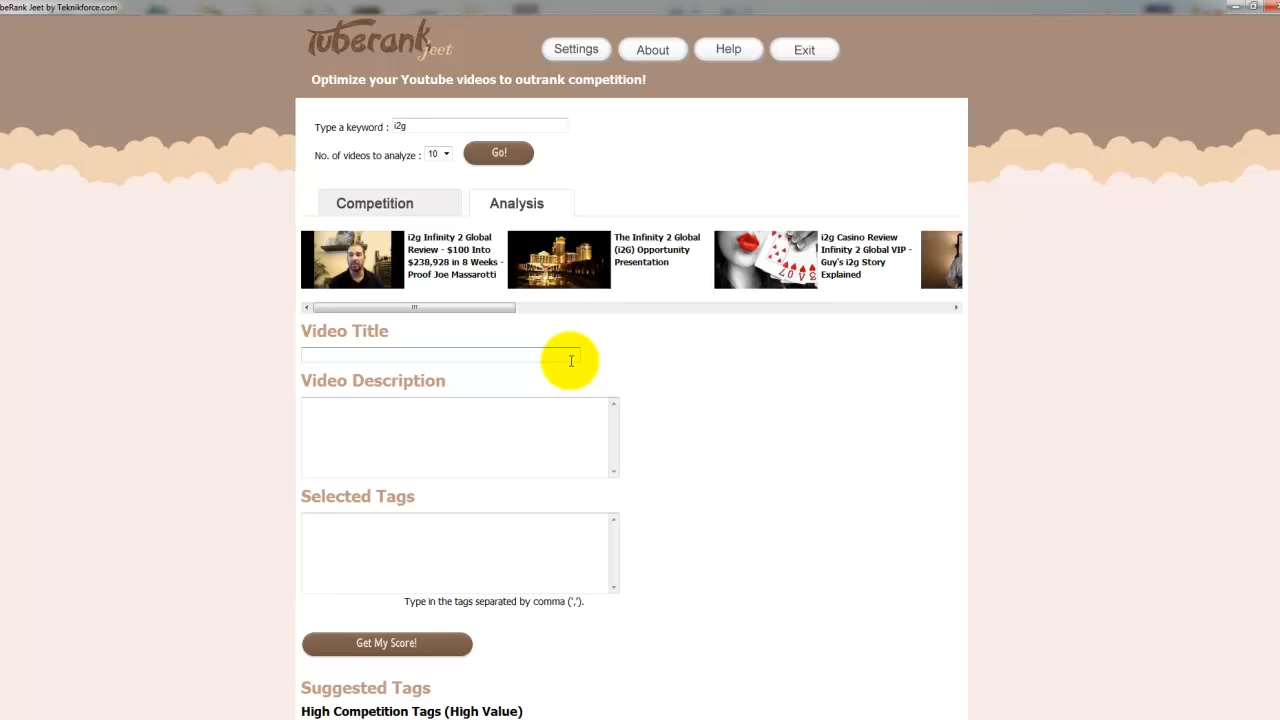 beRank Jeet by Teknikforce.com
Tuberank
jeet
Settings
About
Help
Exit
Optimize your Youtube videos to outrank competition!
Type a keyword : i2g
No. of videos to analyze : 10
Go!
Competition
Analysis
i2g Infinity 2 Global
Review - $100 Into
$238,928 in 8 Weeks -
Proof Joe Massarotti
The Infinity 2 Global
(i2G) Opportunity
Presentation
i2g Casino Review
Infinity 2 Global VIP -
Guy's i2g Story
Explained
Video Title
Video Description
Selected Tags
Type in the tags separated by comma (',').
Get My Score!
Suggested Tags
High Competition Tags (High Value)